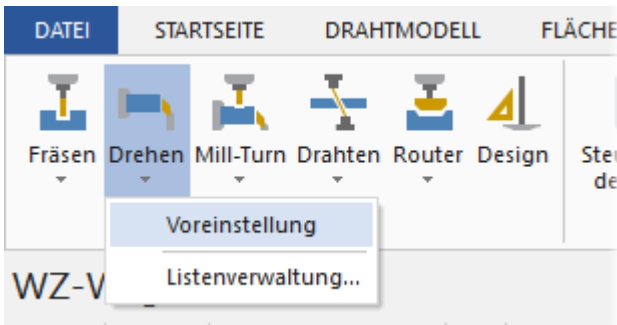 DATEI STARTSEITE DRAHTMODELL
Fräsen Drehen Mill-Turn Drahten Router Design
Voreinstellung
Listenverwaltung...